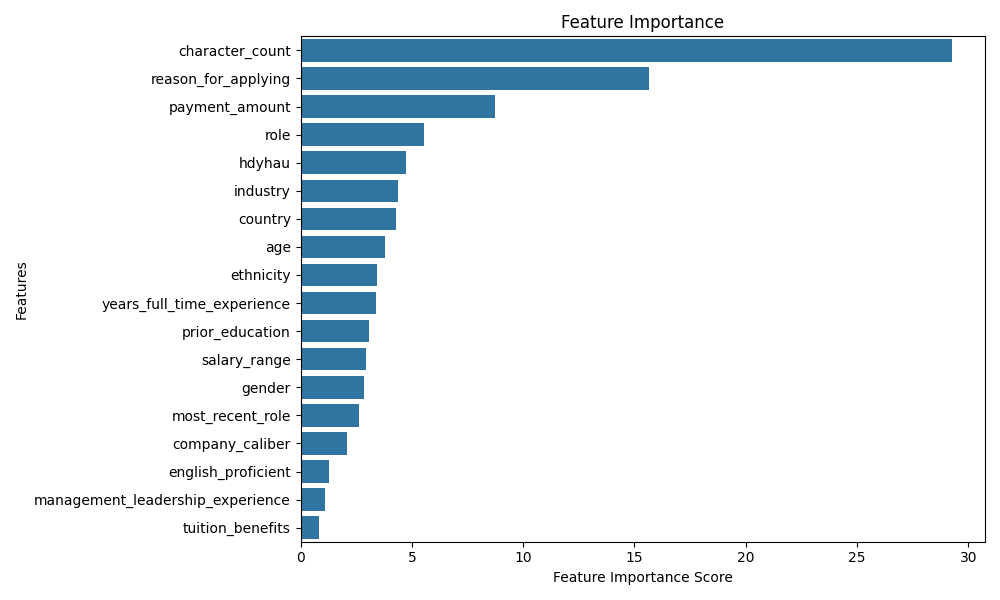 Feature Importance
character_count
reason_for_applying
payment_amount
role
hdyhau
industry
country
age
ethnicity
years_full_time_experience
prior_education
salary_range
gender
most_recent_role
company_caliber
english_proficient
management_leadership_experience
tuition_benefits
Features
0 5 10 15 20 25 30
Feature Importance Score